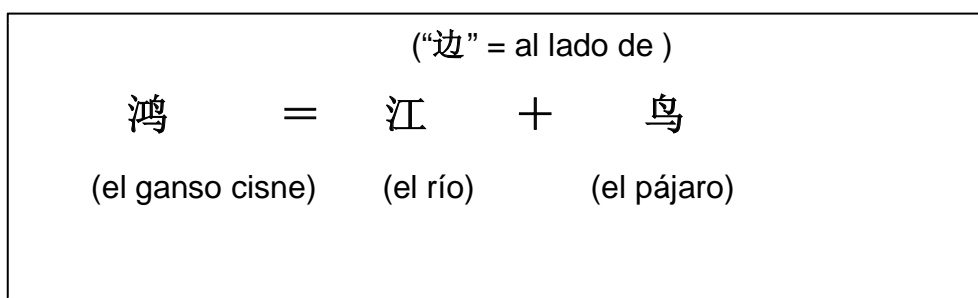 (“边” = al lado de )
鸿 ＝ 江 ＋ 鸟
(el ganso cisne) (el río) (el pájaro)